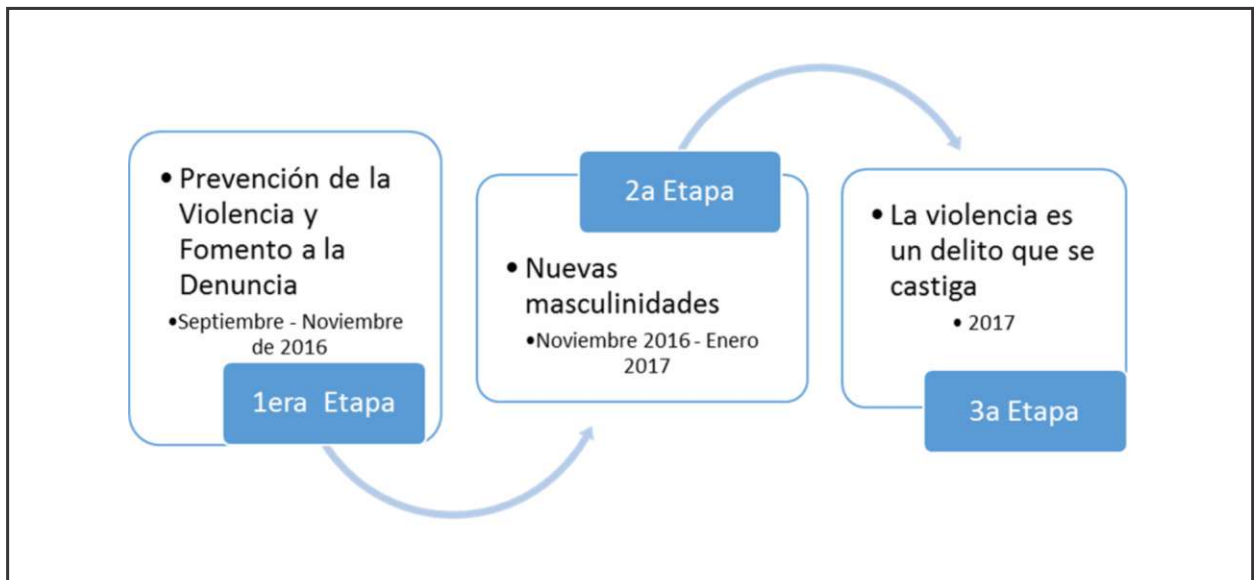 • Prevención de la
Violencia y
Fomento a la
Denuncia
•Septiembre - Noviembre
de 2016
1era Etapa
2a Etapa
• Nuevas
masculinidades
•Noviembre 2016 - Enero
2017
• La violencia es
un delito que se
castiga
• 2017
3a Etapa